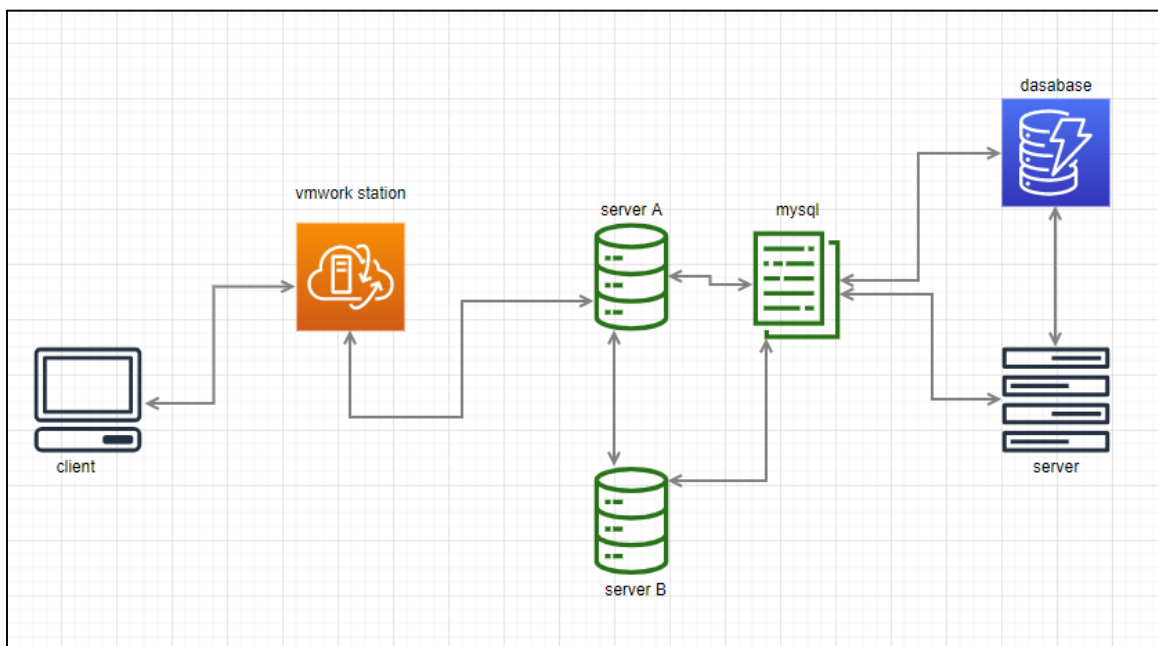 dasabase
vmwork station
server A
mysql
client
server
server B